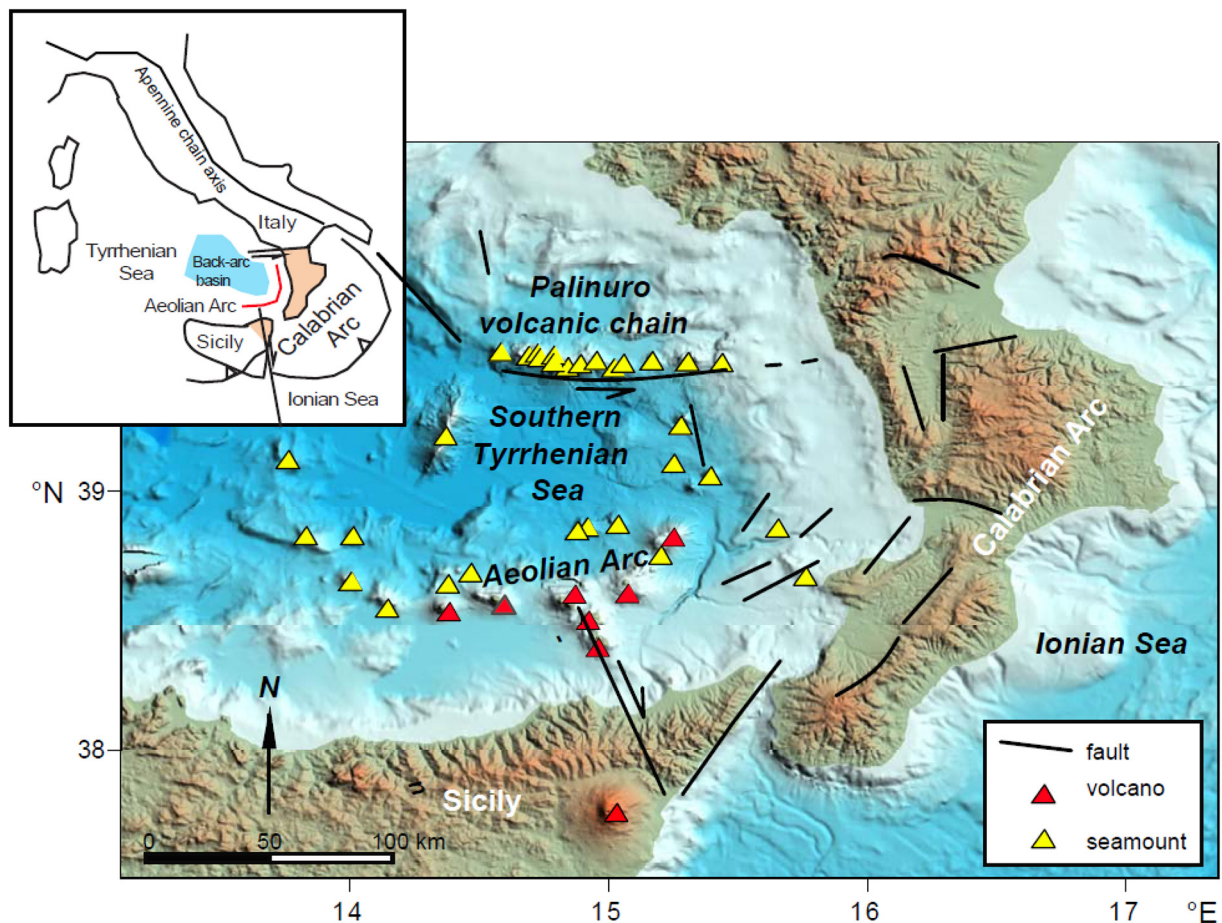 Apennine chain axis
Italy
Tyrrhenian
Sea
Back-arc
basin
Aeolian Arc
Sicily
Calabrian
Arc
Ionian Sea
Palinuro
volcanic chain
Southern
Tyrrhenian
Sea
Aeolian Arc
Calabrian Arc
Ionian Sea
Sicily
N
0 50 100 km
fault
volcano
seamount
°N
39
38
14 15 16 17 °E